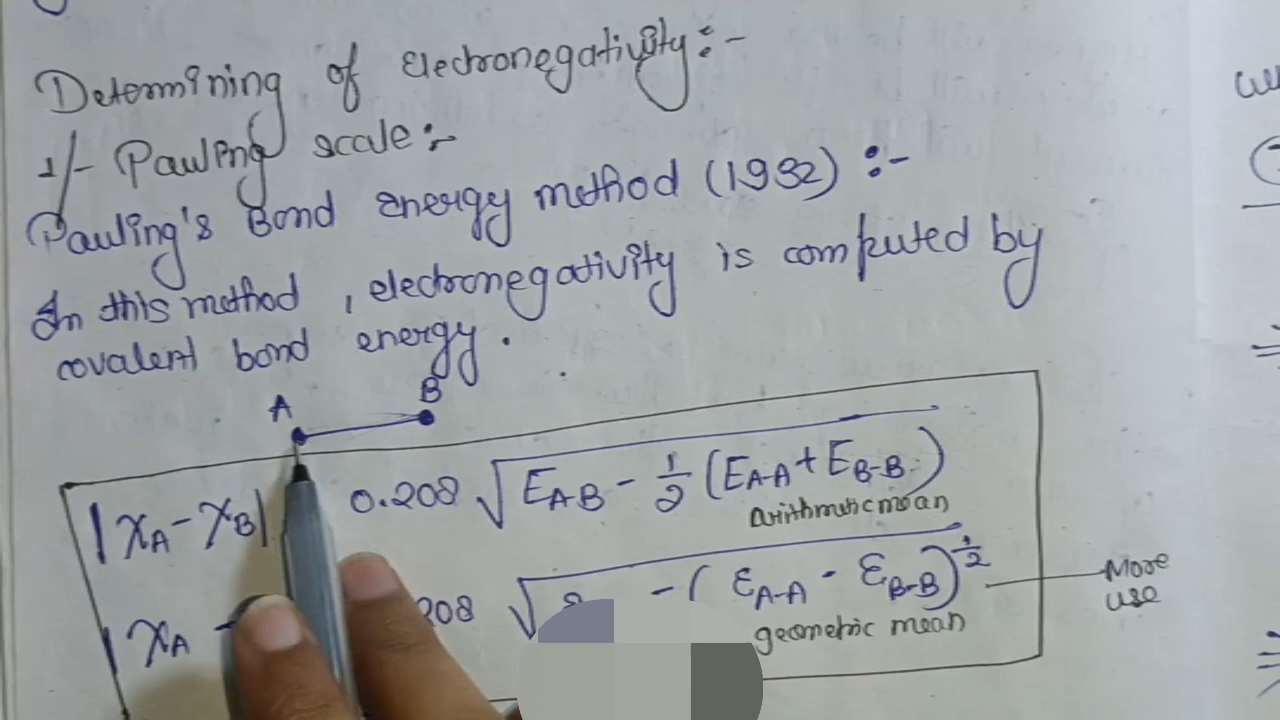 Determining of electronegativity:-
1/- Pauling scale:-
Pauling's Bond energy method (1932) :-
In this method, electronegativity is computed by
covalent bond energy.
A B
|χA - χB| 0.208 √EA-B - 1/2 (EA-A + EB-B)
arithmetic mean
|χA - 208 √ - (εA-A - εB-B)^1/2
geometric mean
More
use